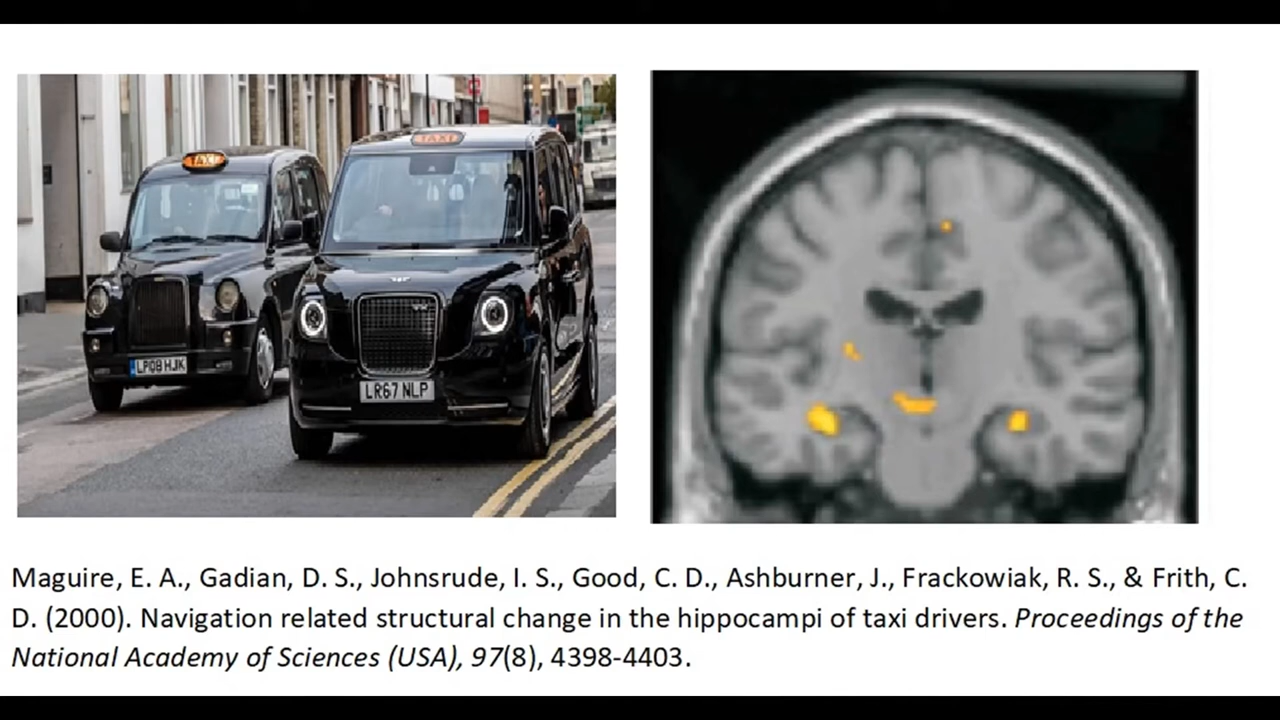 TAXI
TAXI
LP08 HJK
LR67 NLP
Maguire, E. A., Gadian, D. S., Johnsrude, I. S., Good, C. D., Ashburner, J., Frackowiak, R. S., & Frith, C.
D. (2000). Navigation related structural change in the hippocampi of taxi drivers. Proceedings of the
National Academy of Sciences (USA), 97(8), 4398-4403.